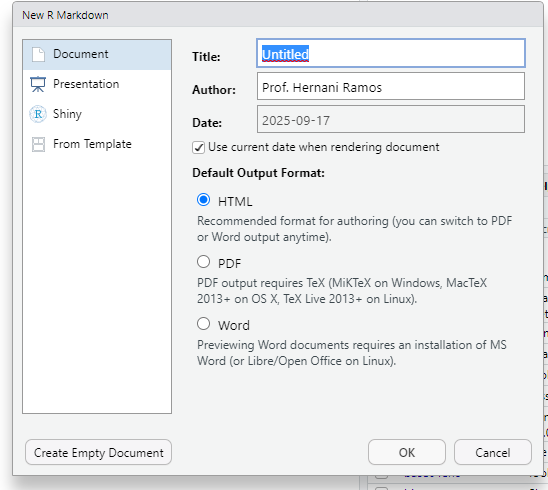 New R Markdown
Document
Presentation
Shiny
From Template
Title: Untitled
Author: Prof. Hernani Ramos
Date: 2025-09-17
Use current date when rendering document
Default Output Format:
HTML
Recommended format for authoring (you can switch to PDF
or Word output anytime).
PDF
PDF output requires TeX (MiKTeX on Windows, MacTeX
2013+ on OS X, TeX Live 2013+ on Linux).
Word
Previewing Word documents requires an installation of MS
Word (or Libre/Open Office on Linux).
Create Empty Document
OK
Cancel